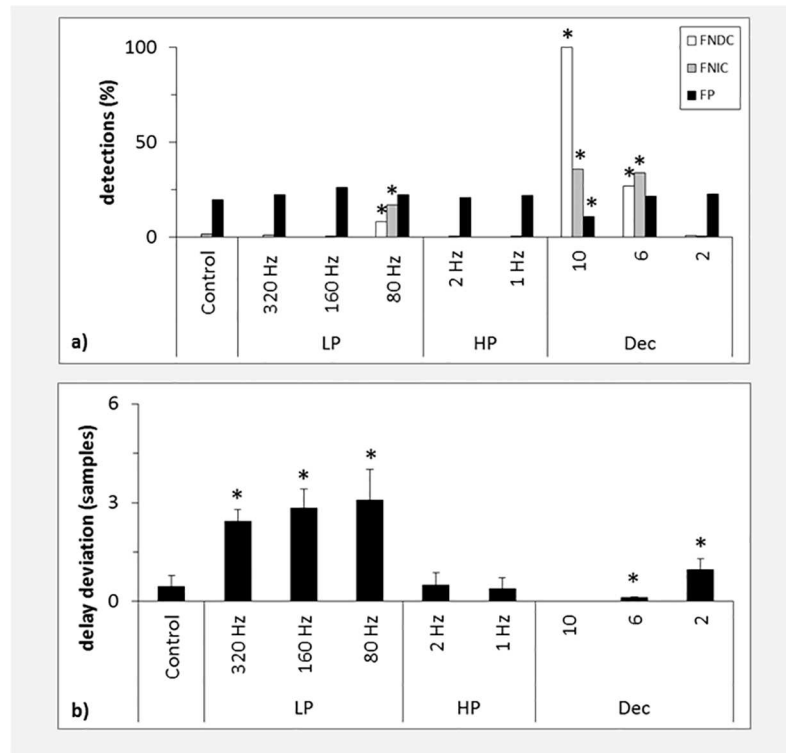 detections (%)
100
50
0
* * * * * * *
FNDC
FNIC
FP
Control
320 Hz
160 Hz
80 Hz
2 Hz
1 Hz
10
6
2
LP
HP
Dec
a)
delay deviation (samples)
6
3
0
* * * * *
Control
320 Hz
160 Hz
80 Hz
2 Hz
1 Hz
10
6
2
LP
HP
Dec
b)